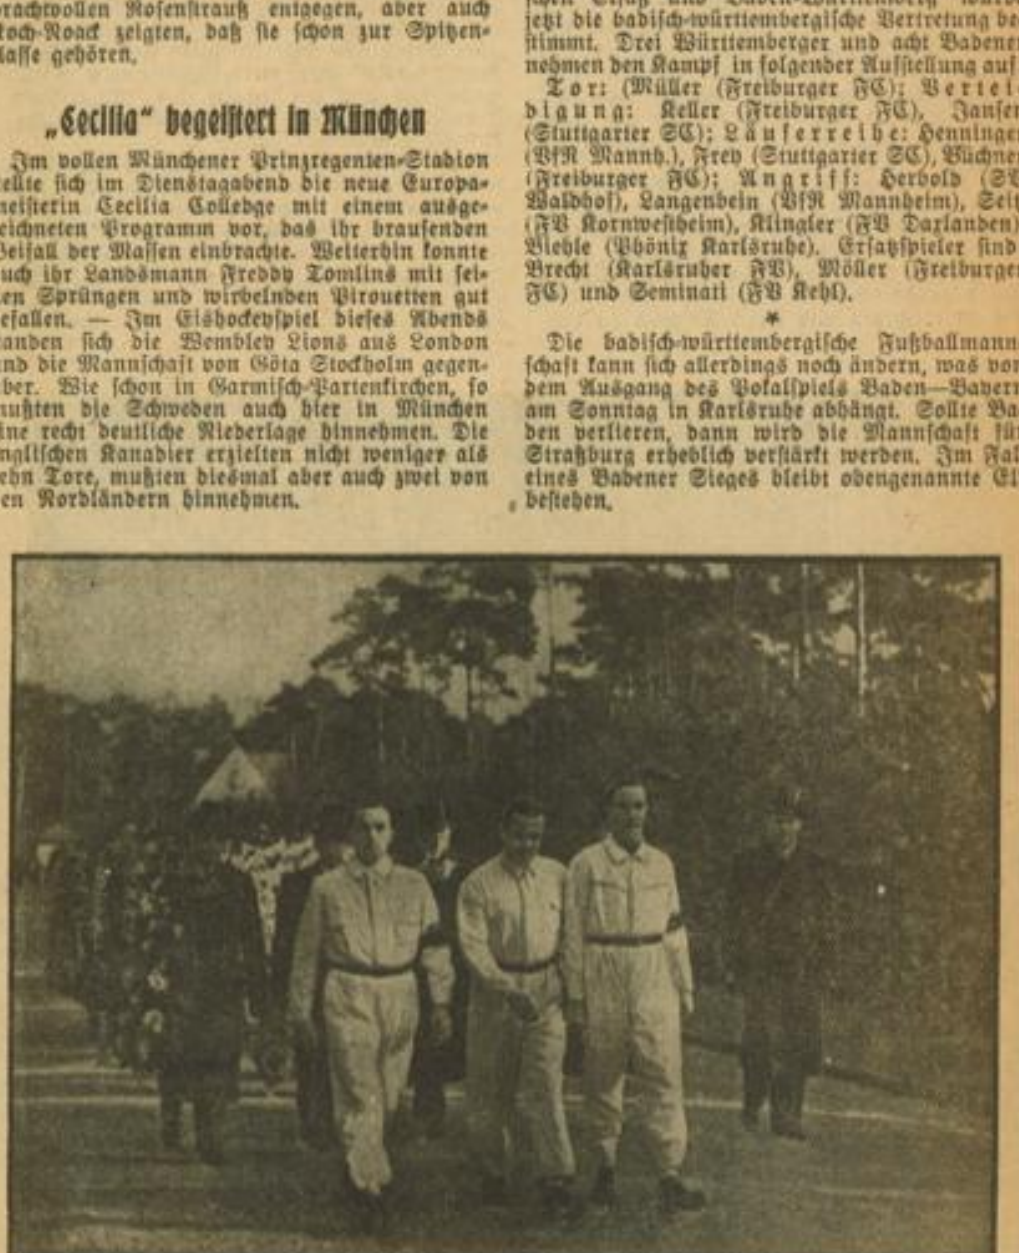 prachtvollen Rosenstrauß entgegen, aber auch
Koch-Noack zeigten, daß sie schon zur Spitzen-
klasse gehören.
„Cecilia“ begeistert in München
Im vollen Münchener Prinzregenten-Stadion
stellte sich im Dienstagabend die neue Europa-
meisterin Cecilia Colledge mit einem ausge-
zeichneten Programm vor, das ihr brausenden
Beifall der Massen einbrachte. Weiterhin konnte
auch ihr Landsmann Freddy Tomlins mit sei-
nen Sprüngen und wirbelnden Pirouetten gut
gefallen. — Im Eishockeyspiel dieses Abends
standen sich die Wembley Lions aus London
und die Mannschaft von Göta Stockholm gegen-
über. Wie schon in Garmisch-Partenkirchen, so
mußten die Schweden auch hier in München
eine recht deutliche Niederlage hinnehmen. Die
englischen Kanadier erzielten nicht weniger als
zehn Tore, mußten diesmal aber auch zwei von
den Nordländern hinnehmen.
jetzt die badisch-württembergische Vertretung be-
stimmt. Drei Württemberger und acht Badener
nehmen den Kampf in folgender Aufstellung auf:
Tor: (Müller (Freiburger FC); Vertei-
digung: Keller (Freiburger FC), Jansen
(Stuttgarter SC); Läuferreihe: Henninger
(VfR Mannh.), Frey (Stuttgarter SC), Büchner
(Freiburger FC); Angriff: Herbold (SV
Waldhof), Langenbein (VfR Mannheim), Seitz
(FV Kornwestheim), Klingler (FV Daxlanden),
Biehle (Phönix Karlsruhe). Ersatzspieler sind:
Brecht (Karlsruher FV), Möller (Freiburger
FC) und Seminati (FV Kehl).
*
Die badisch-württembergische Fußballmann-
schaft kann sich allerdings noch ändern, was von
dem Ausgang des Pokalspiels Baden—Bayern
am Sonntag in Karlsruhe abhängt. Sollte Ba-
den verlieren, dann wird die Mannschaft für
Straßburg erheblich verstärkt werden. Im Fall
eines Badener Sieges bleibt obengenannte Elf
bestehen.